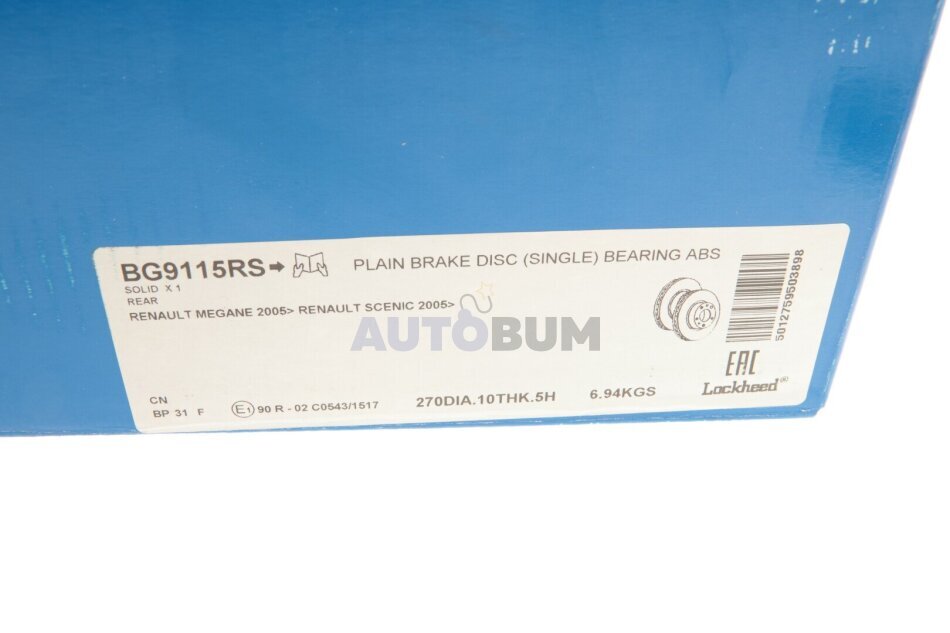 BG9115RS
PLAIN BRAKE DISC (SINGLE) BEARING ABS
SOLID X 1
REAR
RENAULT MEGANE 2005> RENAULT SCENIC 2005>
AUTOBUM
5012759503898
EAC
Lockheed®
CN
BP 31 F
E1 90 R - 02 C0543/1517
270DIA.10THK.5H
6.94KGS